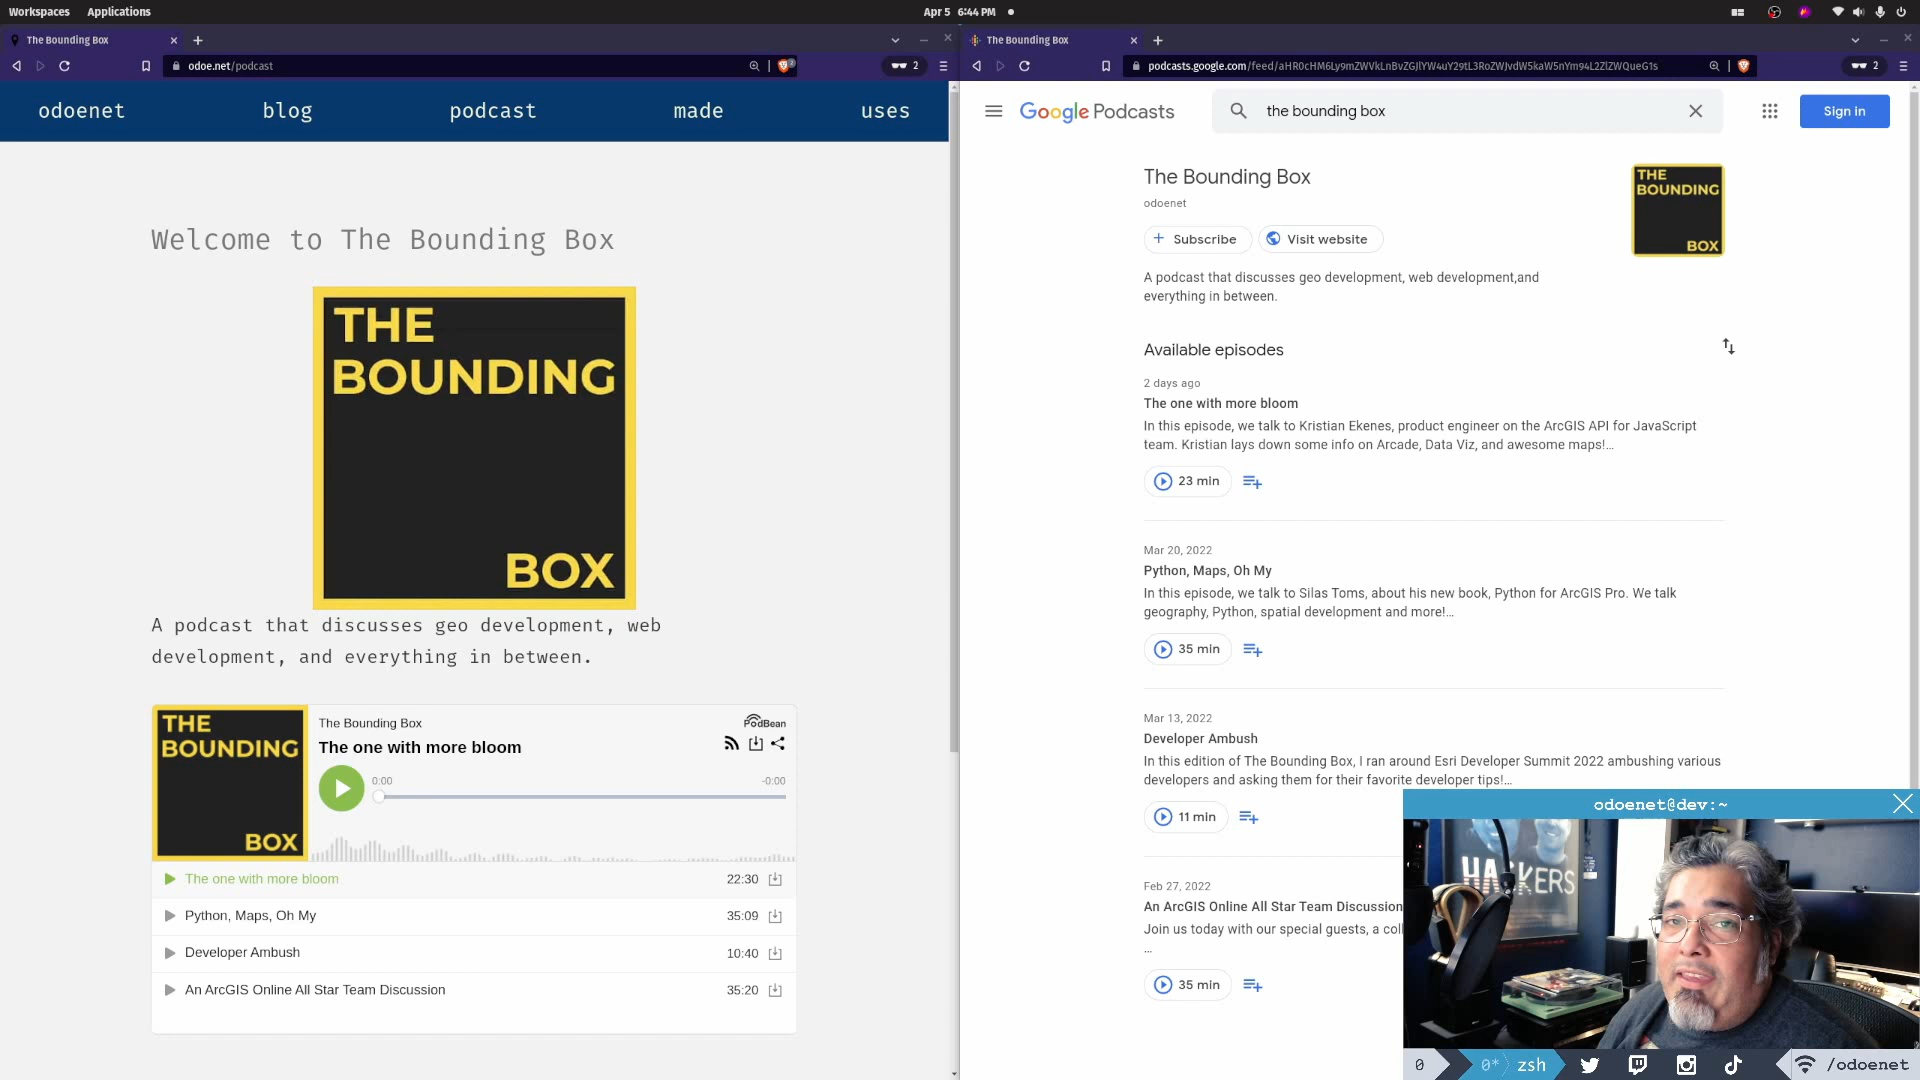 Workspaces Applications Apr 5 6:44 PM
The Bounding Box
odoe.net/podcast
2
odoenet blog podcast made uses
Welcome to The Bounding Box
THE
BOUNDING
BOX
A podcast that discusses geo development, web
development, and everything in between.
THE
BOUNDING
BOX
The Bounding Box
PodBean
The one with more bloom
0:00 -0:00
The one with more bloom 22:30
Python, Maps, Oh My 35:09
Developer Ambush 10:40
An ArcGIS Online All Star Team Discussion 35:20
The Bounding Box
2
Google Podcasts
the bounding box
Sign in
The Bounding Box
odoenet
Subscribe Visit website
THE
BOUNDING
BOX
A podcast that discusses geo development, web development,and
everything in between.
Available episodes
2 days ago
The one with more bloom
In this episode, we talk to Kristian Ekenes, product engineer on the ArcGIS API for JavaScript
team. Kristian lays down some info on Arcade, Data Viz, and awesome maps!…
23 min
Mar 20, 2022
Python, Maps, Oh My
In this episode, we talk to Silas Toms, about his new book, Python for ArcGIS Pro. We talk
geography, Python, spatial development and more!…
35 min
Mar 13, 2022
Developer Ambush
In this edition of The Bounding Box, I ran around Esri Developer Summit 2022 ambushing various
developers and asking them for their favorite developer tips!…
11 min
Feb 27, 2022
An ArcGIS Online All Star Team Discussion
Join us today with our special guests, a
…
35 min
odoenet@dev:~
HACKERS
0 0* zsh /odoenet